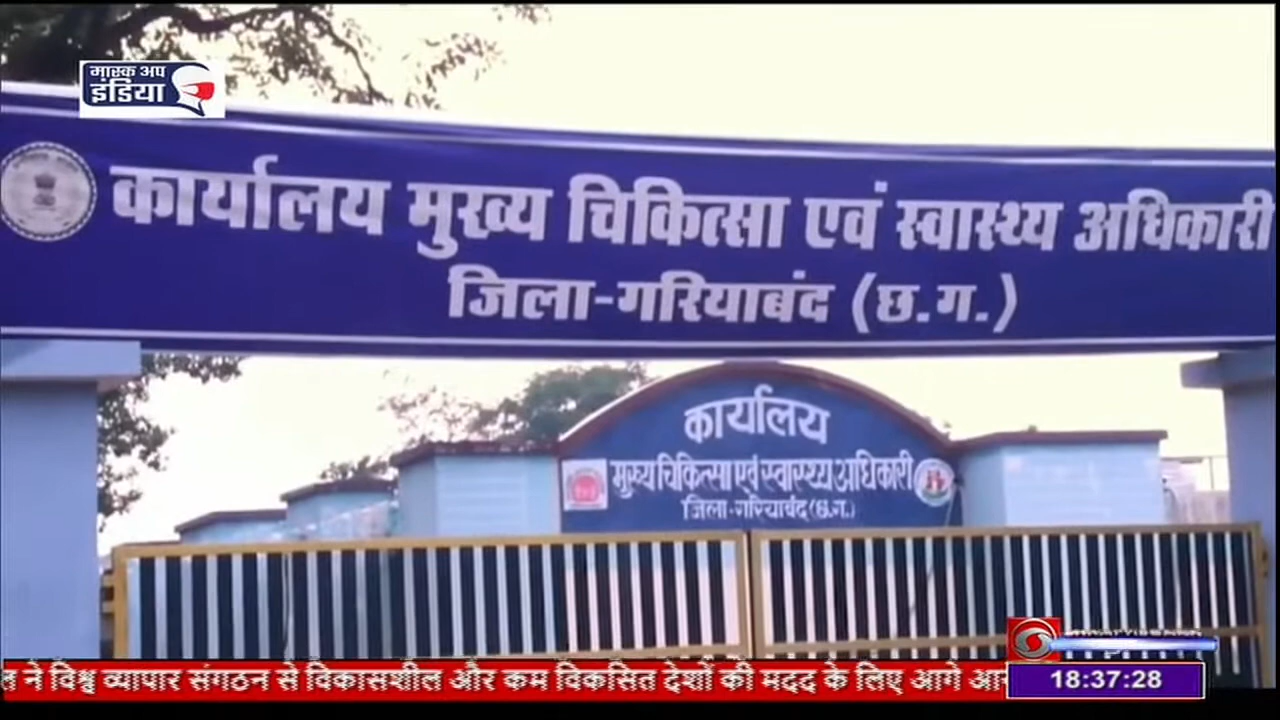 मास्क अप
इंडिया
कार्यालय मुख्य चिकित्सा एवं स्वास्थ्य अधिकारी
जिला-गरियाबंद (छ.ग.)
कार्यालय
मुख्य चिकित्सा एवं स्वास्थ्य अधिकारी
जिला-गरियाबंद (छ.ग.)
ने विश्व व्यापार संगठन से विकासशील और कम विकसित देशों की मदद के लिए आगे
18:37:28